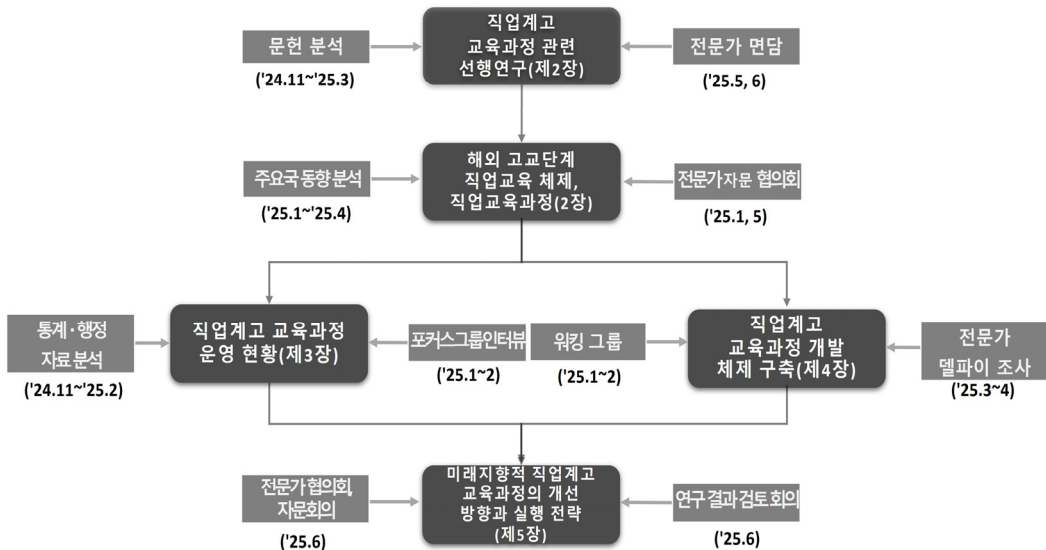 직업계고
교육과정 관련
선행연구(제2장)
문헌 분석
('24.11~'25.3)
전문가 면담
('25.5, 6)
해외 고교단계
직업교육 체제,
직업교육과정(2장)
주요국 동향 분석
('25.1~'25.4)
전문가 자문 협의회
('25.1, 5)
통계·행정
자료 분석
('24.11~'25.2)
직업계고 교육과정
운영 현황(제3장)
포커스그룹인터뷰
('25.1~2)
워킹 그룹
('25.1~2)
직업계고
교육과정 개발
체제 구축(제4장)
전문가
델파이 조사
('25.3~4)
전문가 협의회,
자문회의
('25.6)
미래지향적 직업계고
교육과정의 개선
방향과 실행 전략
(제5장)
연구 결과 검토 회의
('25.6)